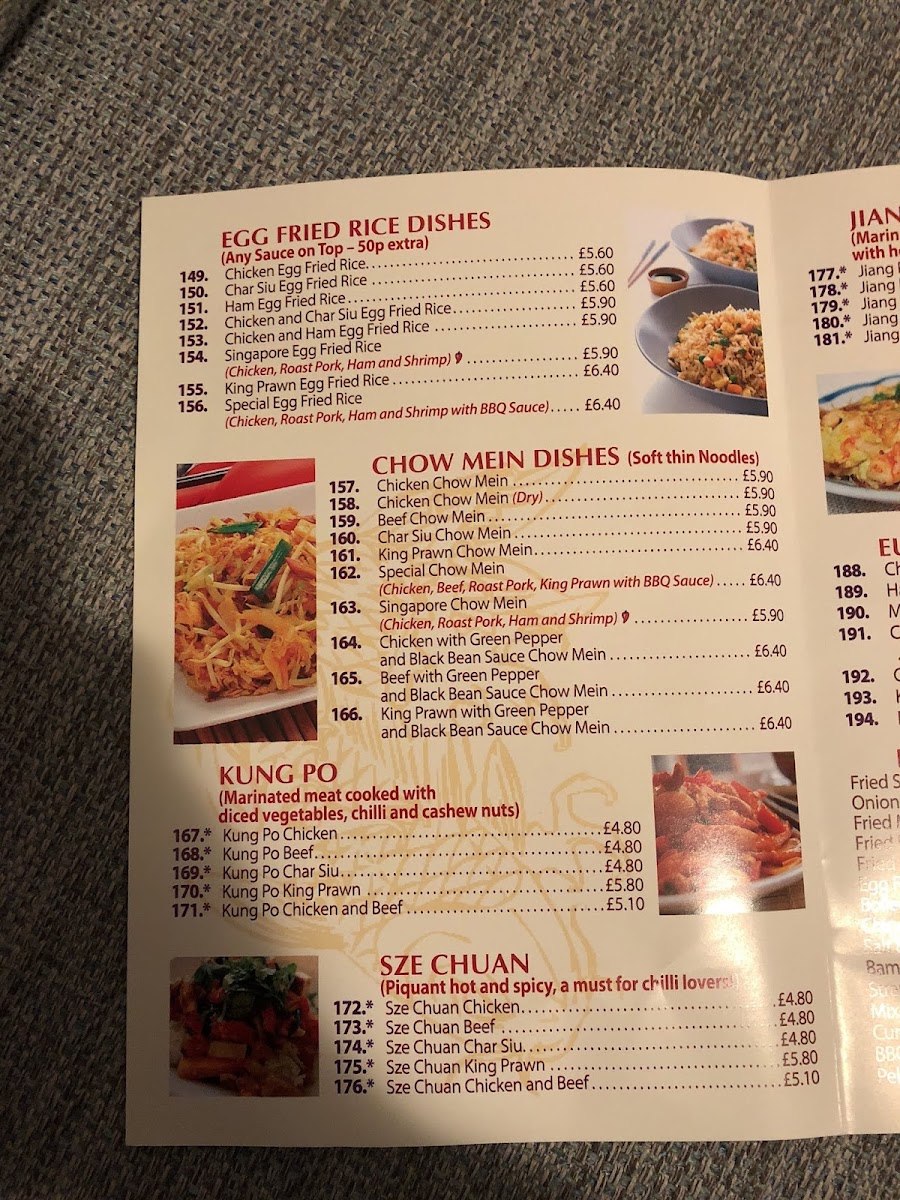 EGG FRIED RICE DISHES
(Any Sauce on Top – 50p extra)
149. Chicken Egg Fried Rice £5.60
150. Char Siu Egg Fried Rice £5.60
151. Ham Egg Fried Rice £5.60
152. Chicken and Char Siu Egg Fried Rice £5.90
153. Chicken and Ham Egg Fried Rice £5.90
154. Singapore Egg Fried Rice
(Chicken, Roast Pork, Ham and Shrimp) £5.90
155. King Prawn Egg Fried Rice £6.40
156. Special Egg Fried Rice
(Chicken, Roast Pork, Ham and Shrimp with BBQ Sauce) £6.40
CHOW MEIN DISHES (Soft thin Noodles)
157. Chicken Chow Mein £5.90
158. Chicken Chow Mein (Dry) £5.90
159. Beef Chow Mein £5.90
160. Char Siu Chow Mein £5.90
161. King Prawn Chow Mein £6.40
162. Special Chow Mein
(Chicken, Beef, Roast Pork, King Prawn with BBQ Sauce) £6.40
163. Singapore Chow Mein
(Chicken, Roast Pork, Ham and Shrimp) £5.90
164. Chicken with Green Pepper
and Black Bean Sauce Chow Mein £6.40
165. Beef with Green Pepper
and Black Bean Sauce Chow Mein £6.40
166. King Prawn with Green Pepper
and Black Bean Sauce Chow Mein £6.40
KUNG PO
(Marinated meat cooked with
diced vegetables, chilli and cashew nuts)
167.* Kung Po Chicken £4.80
168.* Kung Po Beef £4.80
169.* Kung Po Char Siu £4.80
170.* Kung Po King Prawn £5.80
171.* Kung Po Chicken and Beef £5.10
SZE CHUAN
(Piquant hot and spicy, a must for chilli lovers!)
172.* Sze Chuan Chicken £4.80
173.* Sze Chuan Beef £4.80
174.* Sze Chuan Char Siu £4.80
175.* Sze Chuan King Prawn £5.80
176.* Sze Chuan Chicken and Beef £5.10
JIAN
(Marin
with h
177.* Jiang
178.* Jiang
179.* Jiang
180.* Jiang
181.* Jiang
188. Ch
189.
190.
191.
192.
193.
194.
Fried
Onion
Fried
Fried
Fried
Egg
Bam
Mix
Cur
BBQ